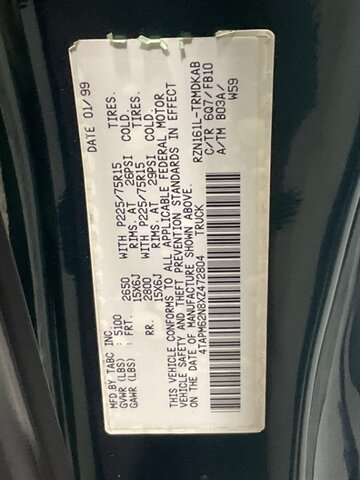 MFD. BY TABC INC. DATE 01/99
GVWR (LBS) : 5100
GAWR (LBS) : FRT. 2650 WITH P225/75R15 TIRES.
15X6J RIMS. AT 26PSI COLD.
RR. 2800 WITH P225/75R15 TIRES.
15X6J RIMS. AT 29PSI COLD.
THIS VEHICLE CONFORMS TO ALL APPLICABLE FEDERAL MOTOR
VEHICLE SAFETY AND THEFT PREVENTION STANDARDS IN EFFECT
ON THE DATE OF MANUFACTURE SHOWN ABOVE.
4TAPM62N8XZ472804 TRUCK RZN161L-TRMDKAB
C/TR 6Q7/FB10
A/TM B03A/
W59